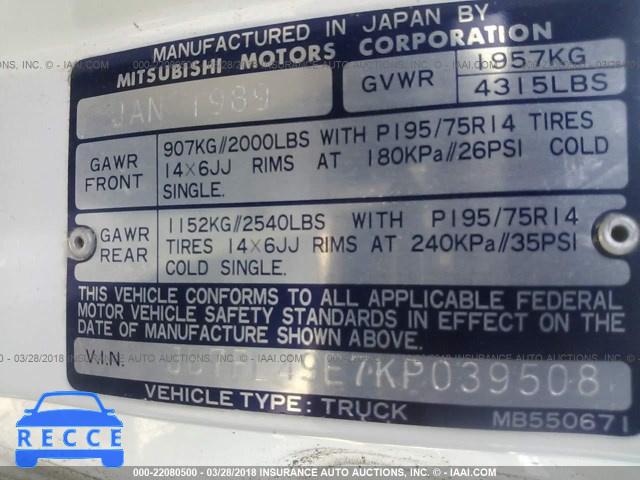 MANUFACTURED IN JAPAN BY
MITSUBISHI MOTORS CORPORATION
JAN 1989
GVWR
1957KG
4315LBS
GAWR
FRONT
907KG//2000LBS WITH P195/75R14 TIRES
14×6JJ RIMS AT 180KPa//26PSI COLD
SINGLE.
GAWR
REAR
1152KG//2540LBS WITH P195/75R14
TIRES 14×6JJ RIMS AT 240KPa//35PSI
COLD SINGLE.
THIS VEHICLE CONFORMS TO ALL APPLICABLE FEDERAL
MOTOR VEHICLE SAFETY STANDARDS IN EFFECT ON THE
DATE OF MANUFACTURE SHOWN ABOVE.
V.I.N.
VEHICLE TYPE: TRUCK
MB550671
RECCE
000-22080500 - 03/28/2018 INSURANCE AUTO AUCTIONS, INC. - © IAAI.COM